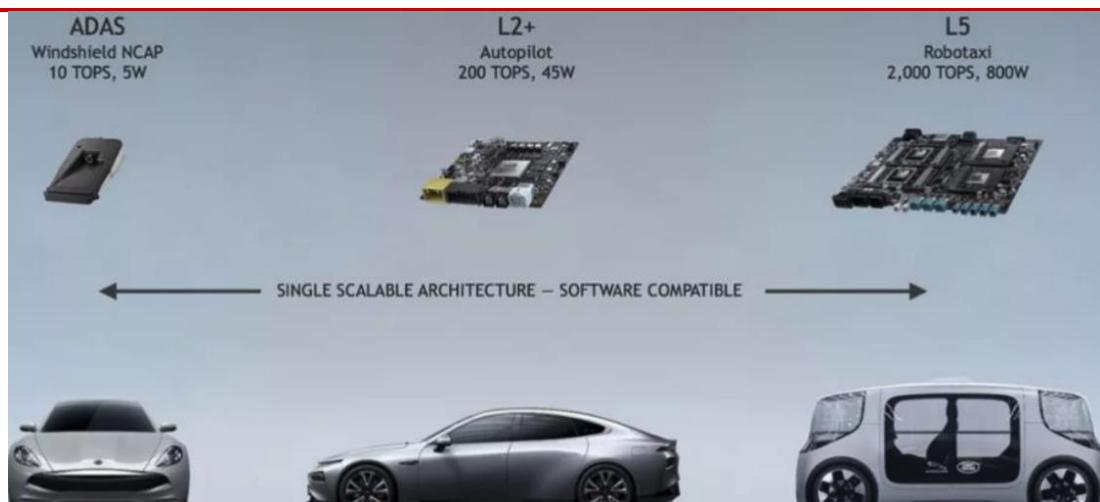 ADAS
Windshield NCAP
10 TOPS, 5W
L2+
Autopilot
200 TOPS, 45W
L5
Robotaxi
2,000 TOPS, 800W
SINGLE SCALABLE ARCHITECTURE — SOFTWARE COMPATIBLE